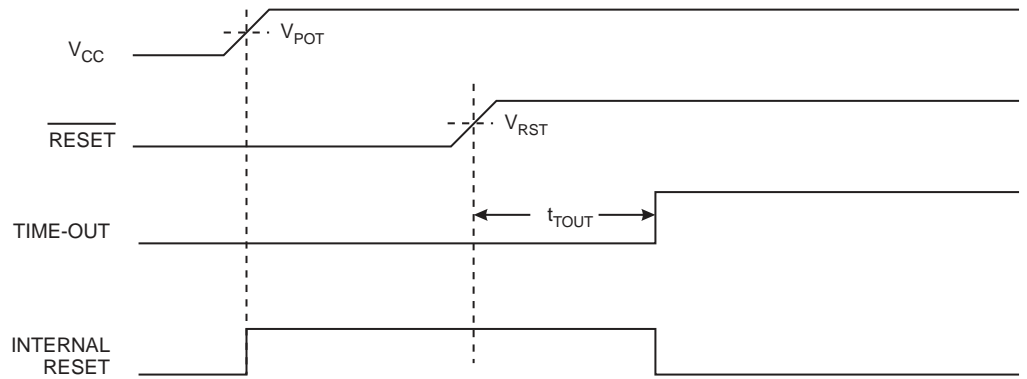 V_CC
V_POT
RESET
V_RST
TIME-OUT
t_TOUT
INTERNAL
RESET